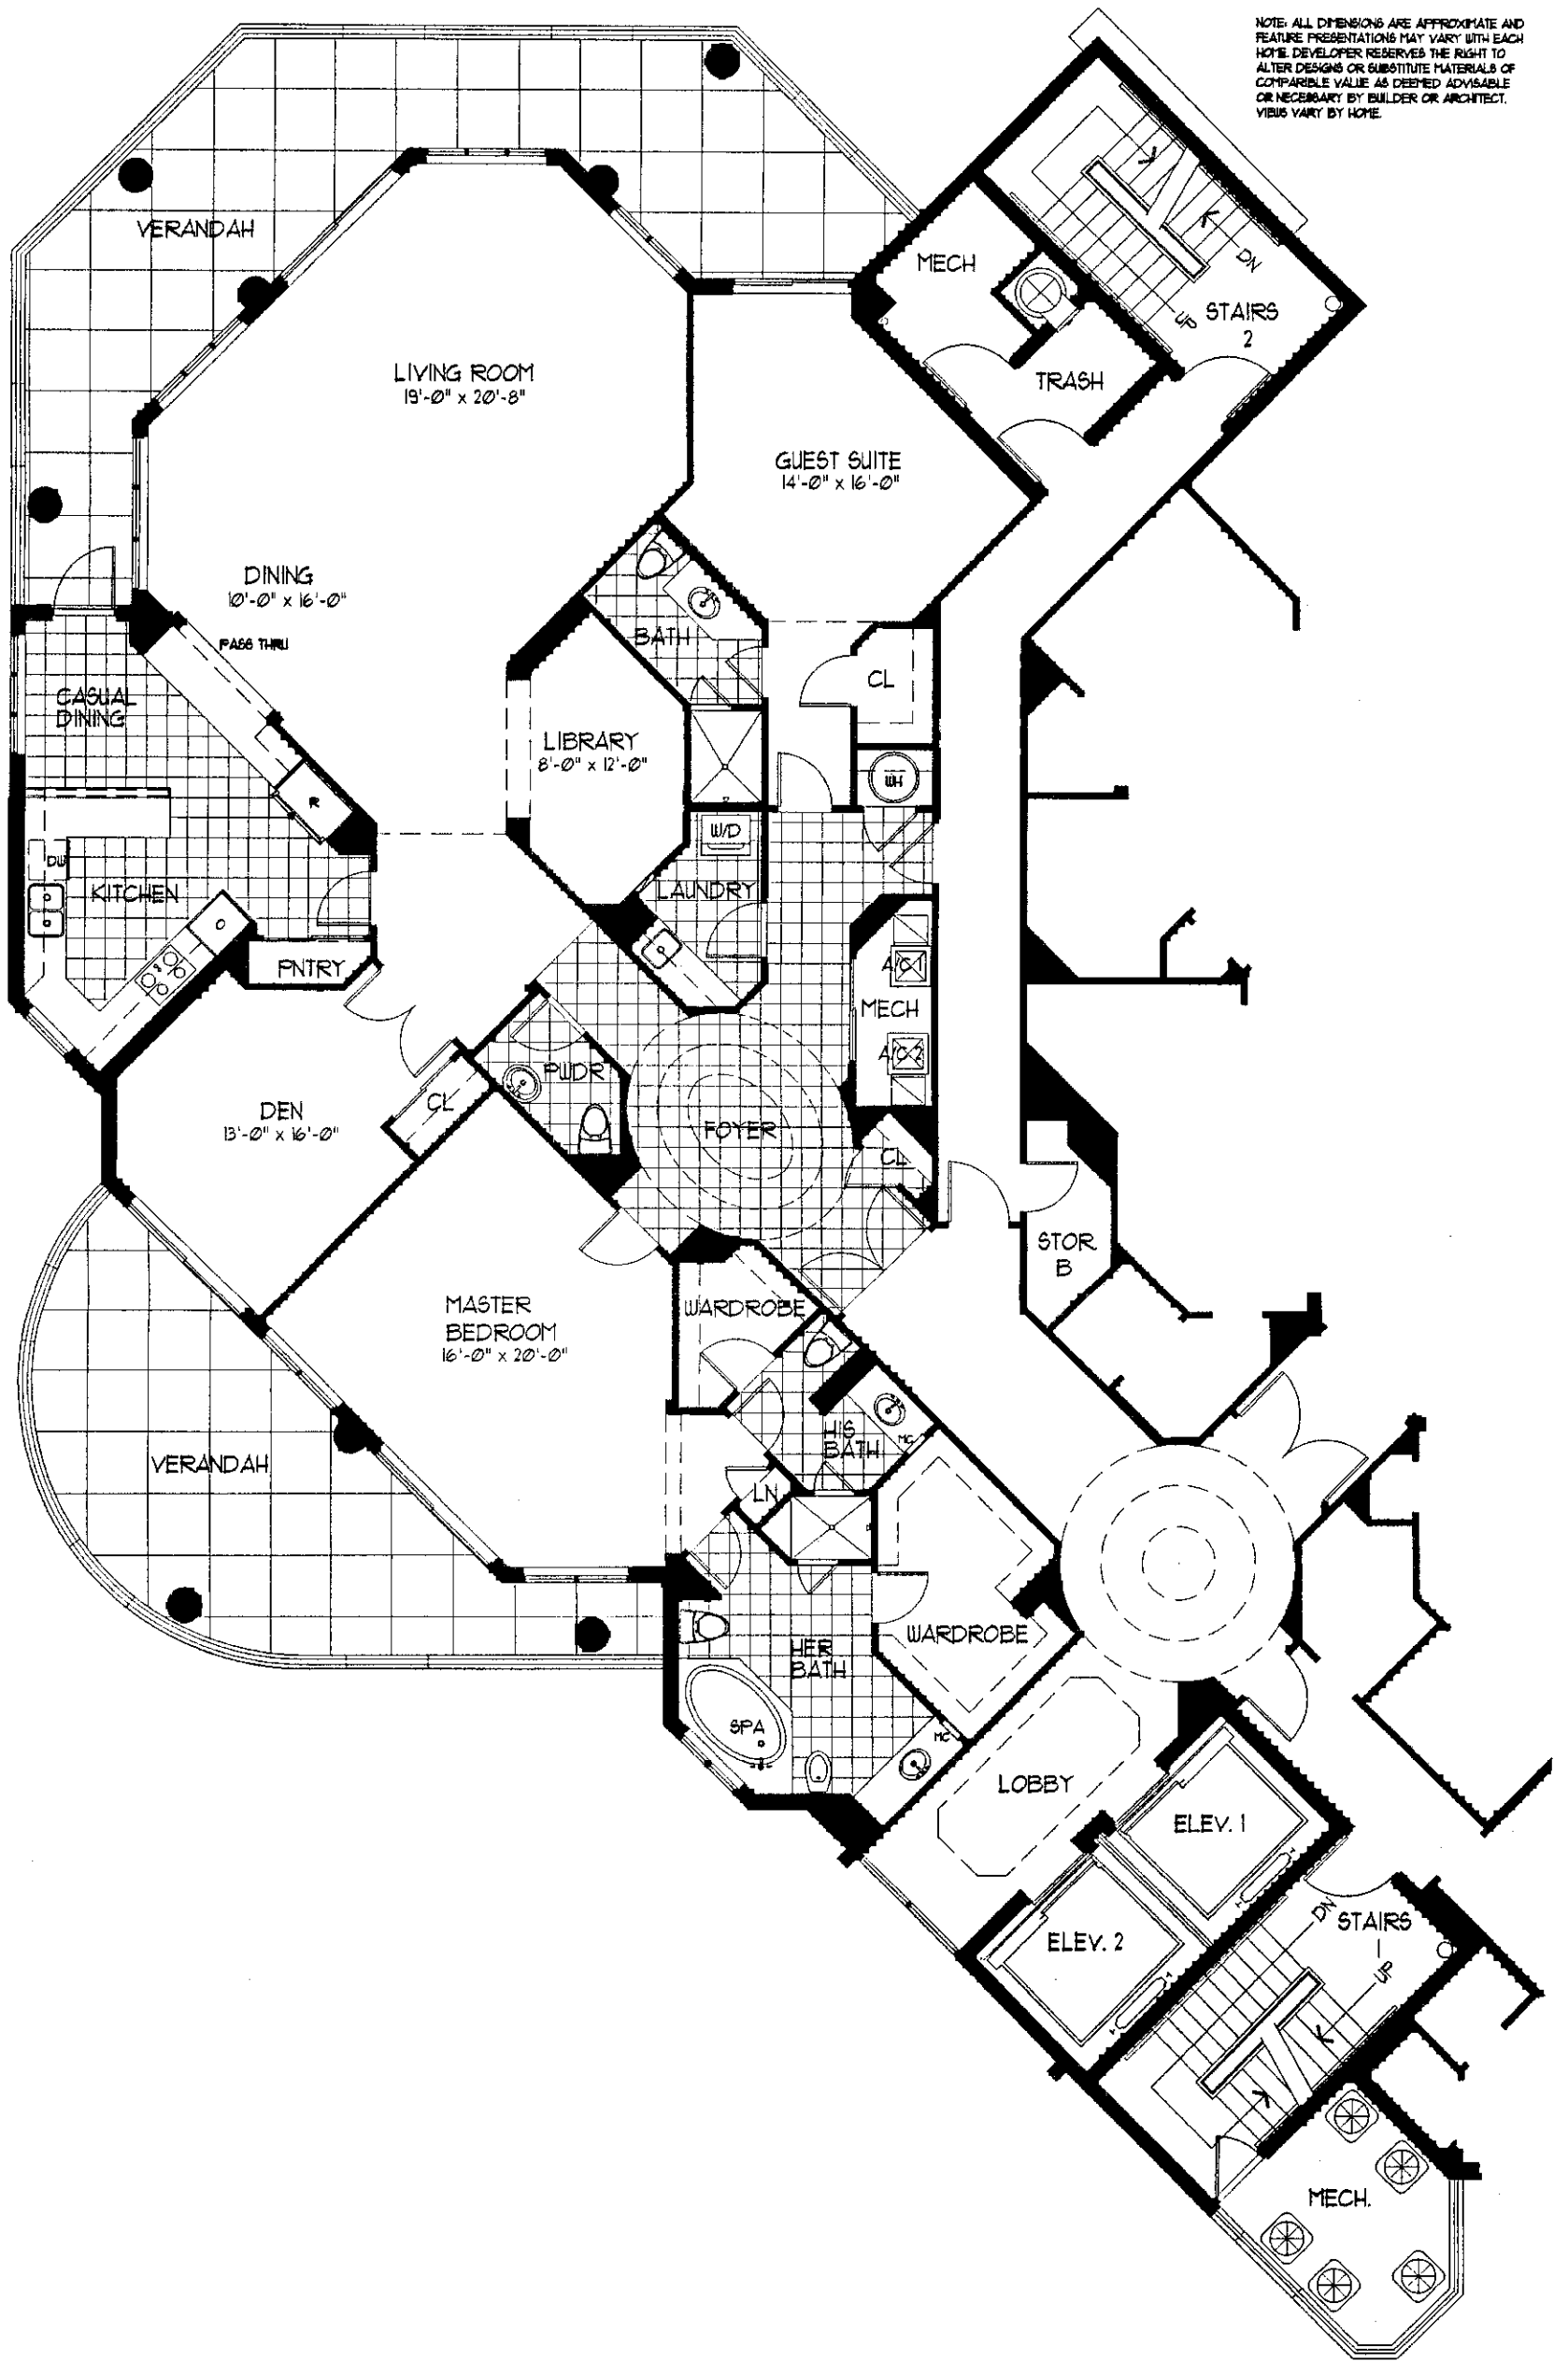 NOTE: ALL DIMENSIONS ARE APPROXIMATE AND
FEATURE PRESENTATIONS MAY VARY WITH EACH
HOME. DEVELOPER RESERVES THE RIGHT TO
ALTER DESIGNS OR SUBSTITUTE MATERIALS OF
COMPARIBLE VALUE AS DEEMED ADVISABLE
OR NECESSARY BY BUILDER OR ARCHITECT.
VIEWS VARY BY HOME.
VERANDAH
MECH
DN
UP
STAIRS
2
TRASH
LIVING ROOM
19'-0" x 20'-8"
GUEST SUITE
14'-0" x 16'-0"
DINING
10'-0" x 16'-0"
PASS THRU
BATH
CL
CASUAL
DINING
LIBRARY
8'-0" x 12'-0"
WH
R
W/D
DW
KITCHEN
LAUNDRY
O
PNTRY
A/C 1
MECH
A/C 2
PWDR
CL
DEN
13'-0" x 16'-0"
FOYER
CL
STOR
B
MASTER
BEDROOM
16'-0" x 20'-0"
WARDROBE
HIS
BATH
MC
VERANDAH
LN
WARDROBE
HER
BATH
SPA
MC
LOBBY
ELEV. 1
ELEV. 2
DN
STAIRS
1
UP
MECH.